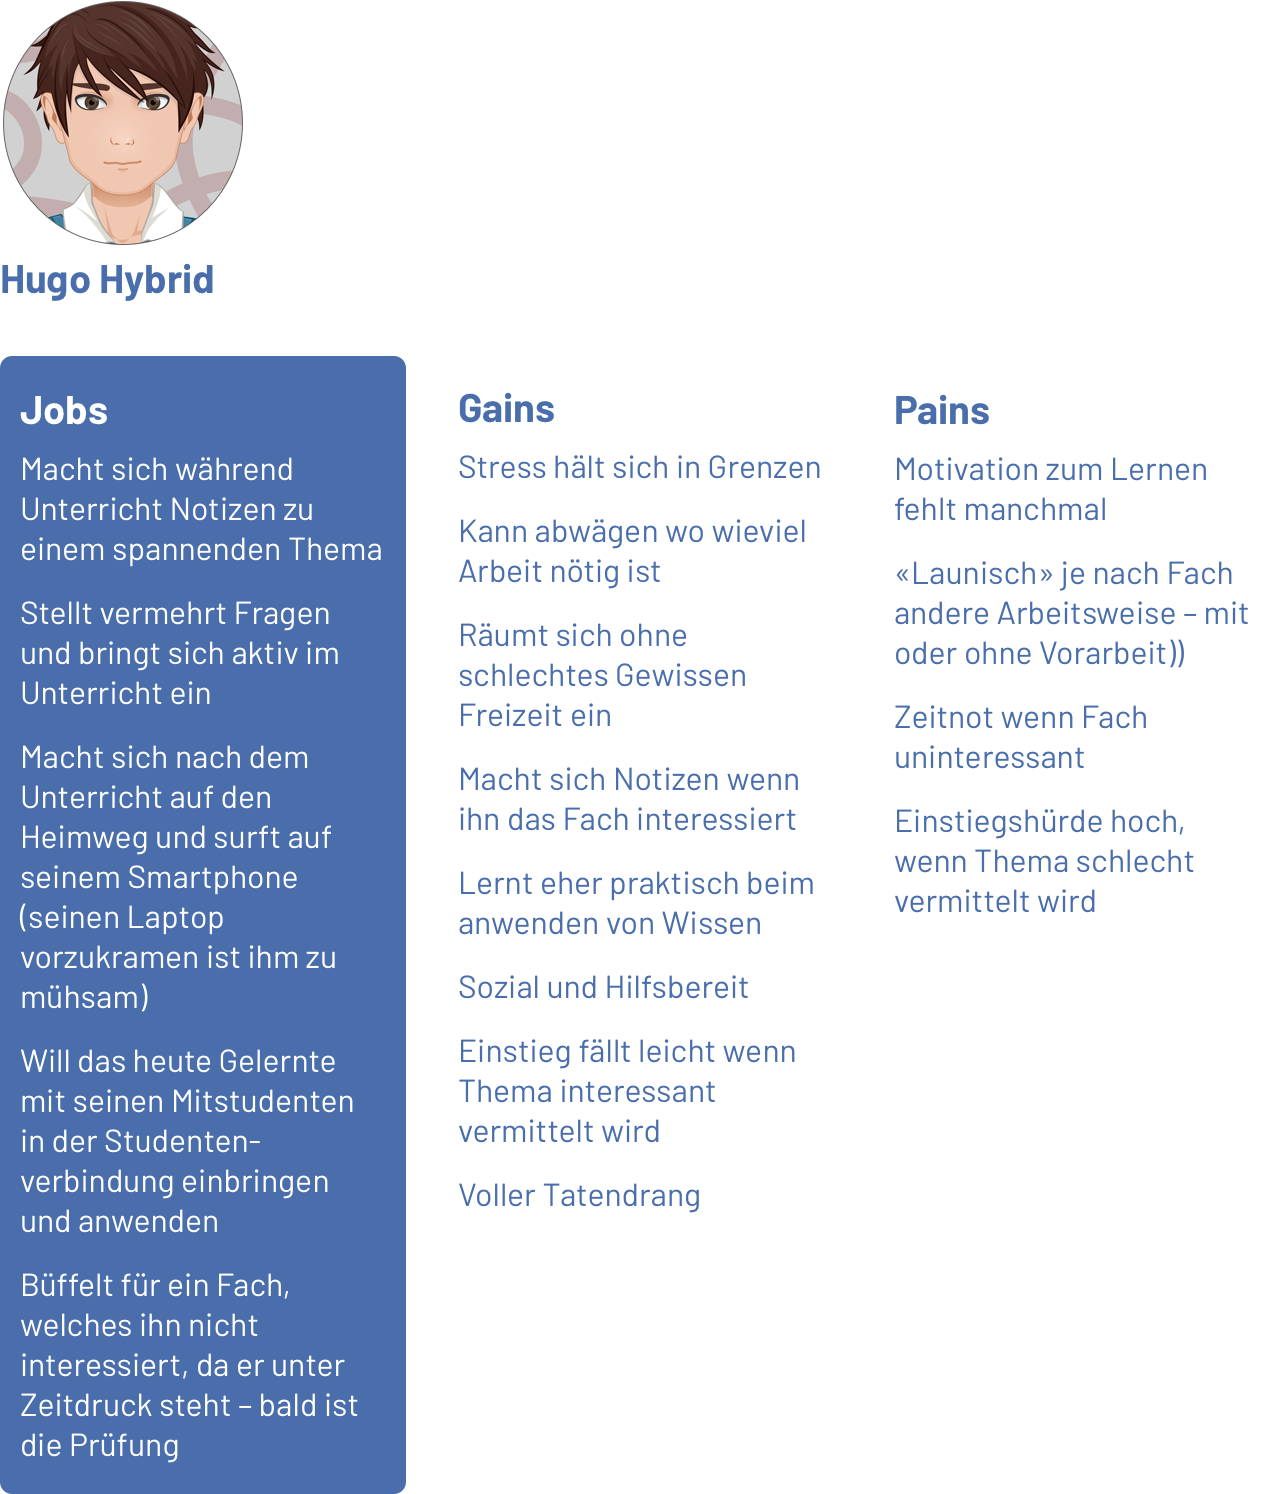 Hugo Hybrid
Jobs
Macht sich während
Unterricht Notizen zu
einem spannenden Thema
Stellt vermehrt Fragen
und bringt sich aktiv im
Unterricht ein
Macht sich nach dem
Unterricht auf den
Heimweg und surft auf
seinem Smartphone
(seinen Laptop
vorzukramen ist ihm zu
mühsam)
Will das heute Gelernte
mit seinen Mitstudenten
in der Studenten-
verbindung einbringen
und anwenden
Büffelt für ein Fach,
welches ihn nicht
interessiert, da er unter
Zeitdruck steht – bald ist
die Prüfung
Gains
Stress hält sich in Grenzen
Kann abwägen wo wieviel
Arbeit nötig ist
Räumt sich ohne
schlechtes Gewissen
Freizeit ein
Macht sich Notizen wenn
ihn das Fach interessiert
Lernt eher praktisch beim
anwenden von Wissen
Sozial und Hilfsbereit
Einstieg fällt leicht wenn
Thema interessant
vermittelt wird
Voller Tatendrang
Pains
Motivation zum Lernen
fehlt manchmal
«Launisch» je nach Fach
andere Arbeitsweise – mit
oder ohne Vorarbeit))
Zeitnot wenn Fach
uninteressant
Einstiegshürde hoch,
wenn Thema schlecht
vermittelt wird